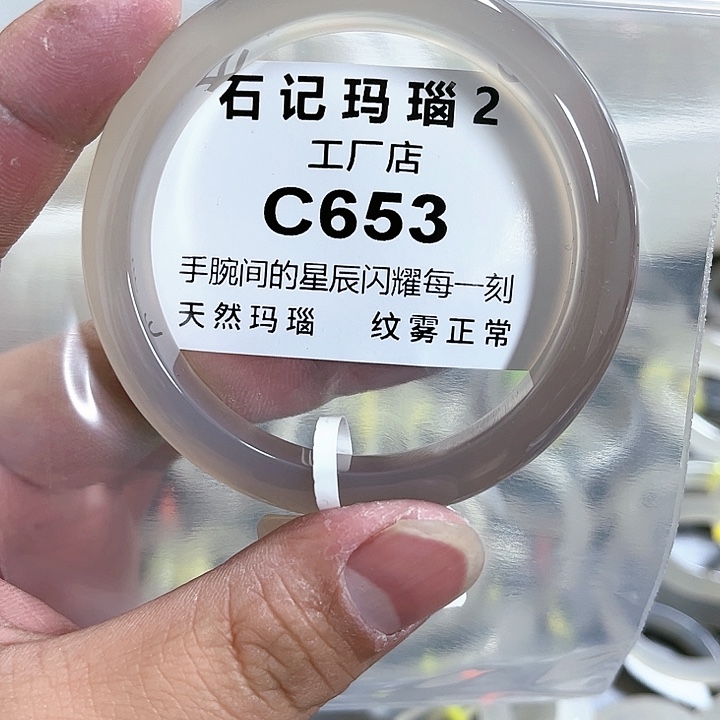 石记玛瑙2
工厂店
C653
手腕间的星辰闪耀每一刻
天然玛瑙 纹雾正常